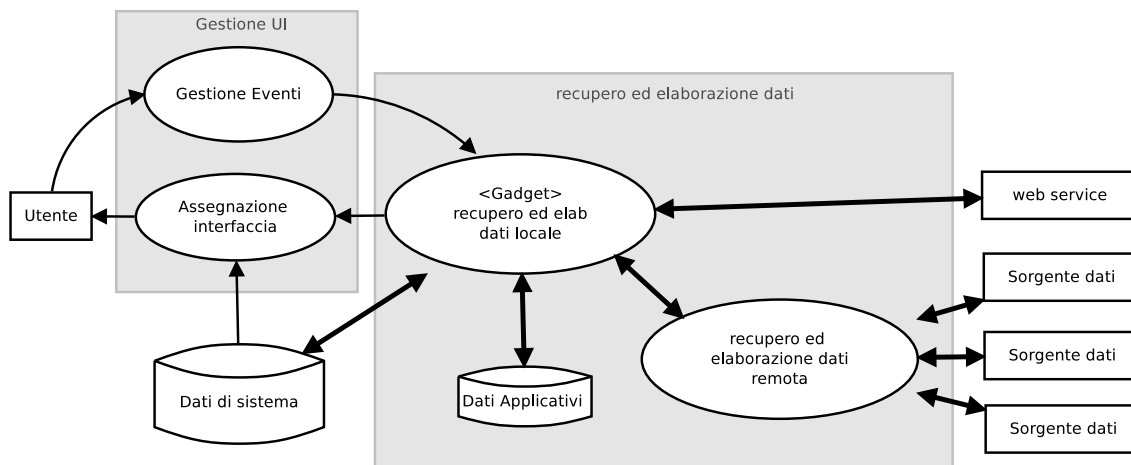 Gestione UI
Gestione Eventi
recupero ed elaborazione dati
<Gadget>
recupero ed elab
dati locale
Utente
Assegnazione
interfaccia
web service
Sorgente dati
recupero ed
elaborazione dati
remota
Sorgente dati
Dati di sistema
Dati Applicativi
Sorgente dati